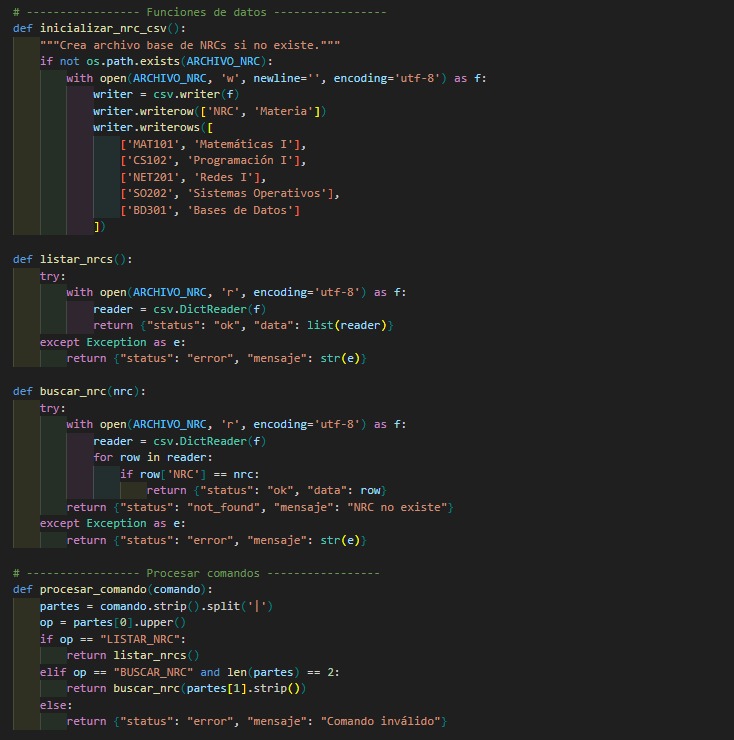 # ----------------- Funciones de datos -----------------
def inicializar_nrc_csv():
    """Crea archivo base de NRCs si no existe."""
    if not os.path.exists(ARCHIVO_NRC):
        with open(ARCHIVO_NRC, 'w', newline='', encoding='utf-8') as f:
            writer = csv.writer(f)
            writer.writerow(['NRC', 'Materia'])
            writer.writerows([
                ['MAT101', 'Matemáticas I'],
                ['CS102', 'Programación I'],
                ['NET201', 'Redes I'],
                ['SO202', 'Sistemas Operativos'],
                ['BD301', 'Bases de Datos']
            ])
def listar_nrcs():
    try:
        with open(ARCHIVO_NRC, 'r', encoding='utf-8') as f:
            reader = csv.DictReader(f)
            return {"status": "ok", "data": list(reader)}
    except Exception as e:
        return {"status": "error", "mensaje": str(e)}
def buscar_nrc(nrc):
    try:
        with open(ARCHIVO_NRC, 'r', encoding='utf-8') as f:
            reader = csv.DictReader(f)
            for row in reader:
                if row['NRC'] == nrc:
                    return {"status": "ok", "data": row}
        return {"status": "not_found", "mensaje": "NRC no existe"}
    except Exception as e:
        return {"status": "error", "mensaje": str(e)}
# ----------------- Procesar comandos -----------------
def procesar_comando(comando):
    partes = comando.strip().split('|')
    op = partes[0].upper()
    if op == "LISTAR_NRC":
        return listar_nrcs()
    elif op == "BUSCAR_NRC" and len(partes) == 2:
        return buscar_nrc(partes[1].strip())
    else:
        return {"status": "error", "mensaje": "Comando inválido"}